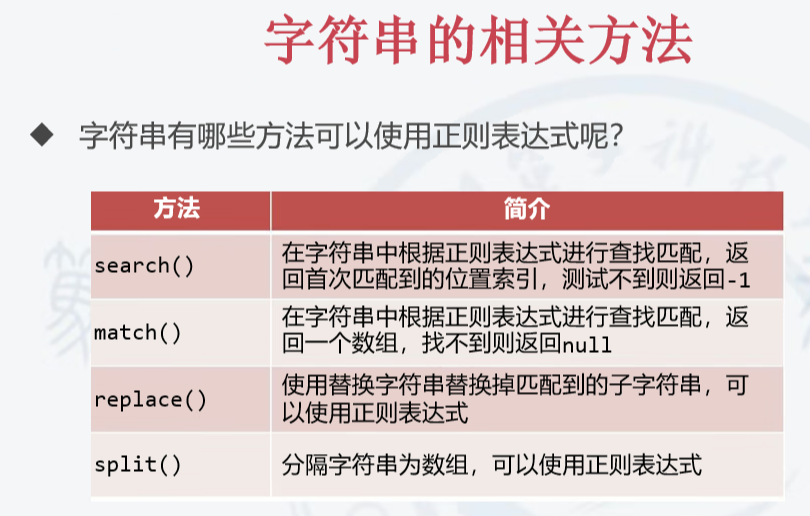 字符串的相关方法
◆ 字符串有哪些方法可以使用正则表达式呢？
方法 简介
search() 在字符串中根据正则表达式进行查找匹配，返
回首次匹配到的位置索引，测试不到则返回-1
match() 在字符串中根据正则表达式进行查找匹配，返
回一个数组，找不到则返回null
replace() 使用替换字符串替换掉匹配到的子字符串，可
以使用正则表达式
split() 分隔字符串为数组，可以使用正则表达式